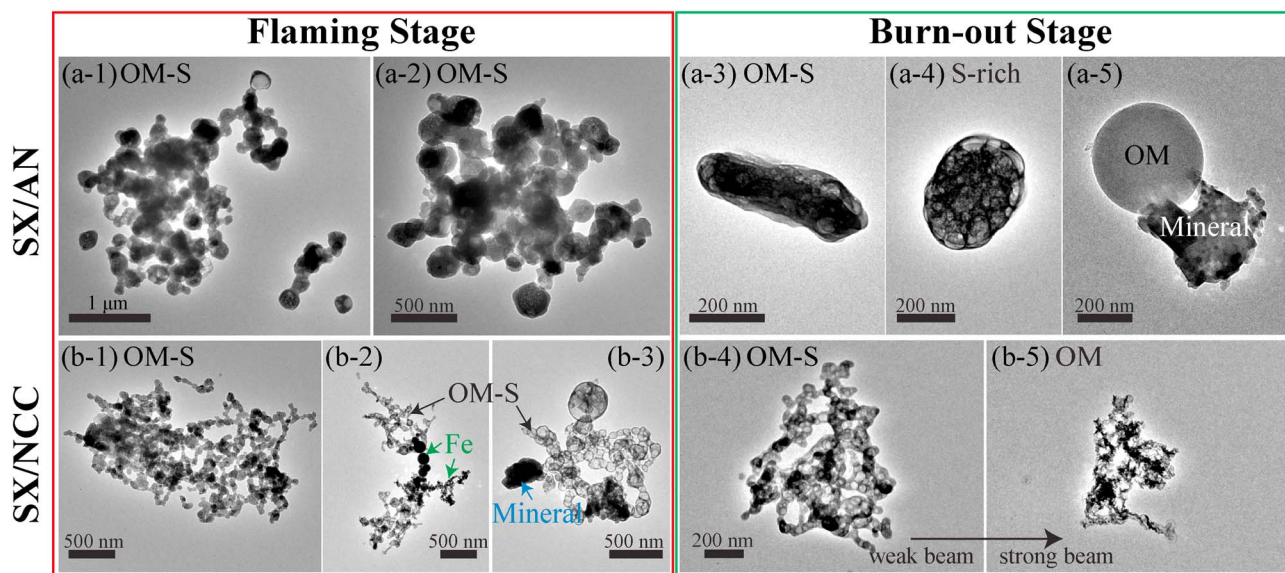 Flaming Stage
Burn-out Stage
SX/AN
(a-1) OM-S
1 μm
(a-2) OM-S
500 nm
(a-3) OM-S
200 nm
(a-4) S-rich
200 nm
(a-5)
OM
Mineral
200 nm
SX/NCC
(b-1) OM-S
500 nm
(b-2)
OM-S
Fe
500 nm
(b-3)
Mineral
500 nm
(b-4) OM-S
200 nm
weak beam
(b-5) OM
strong beam